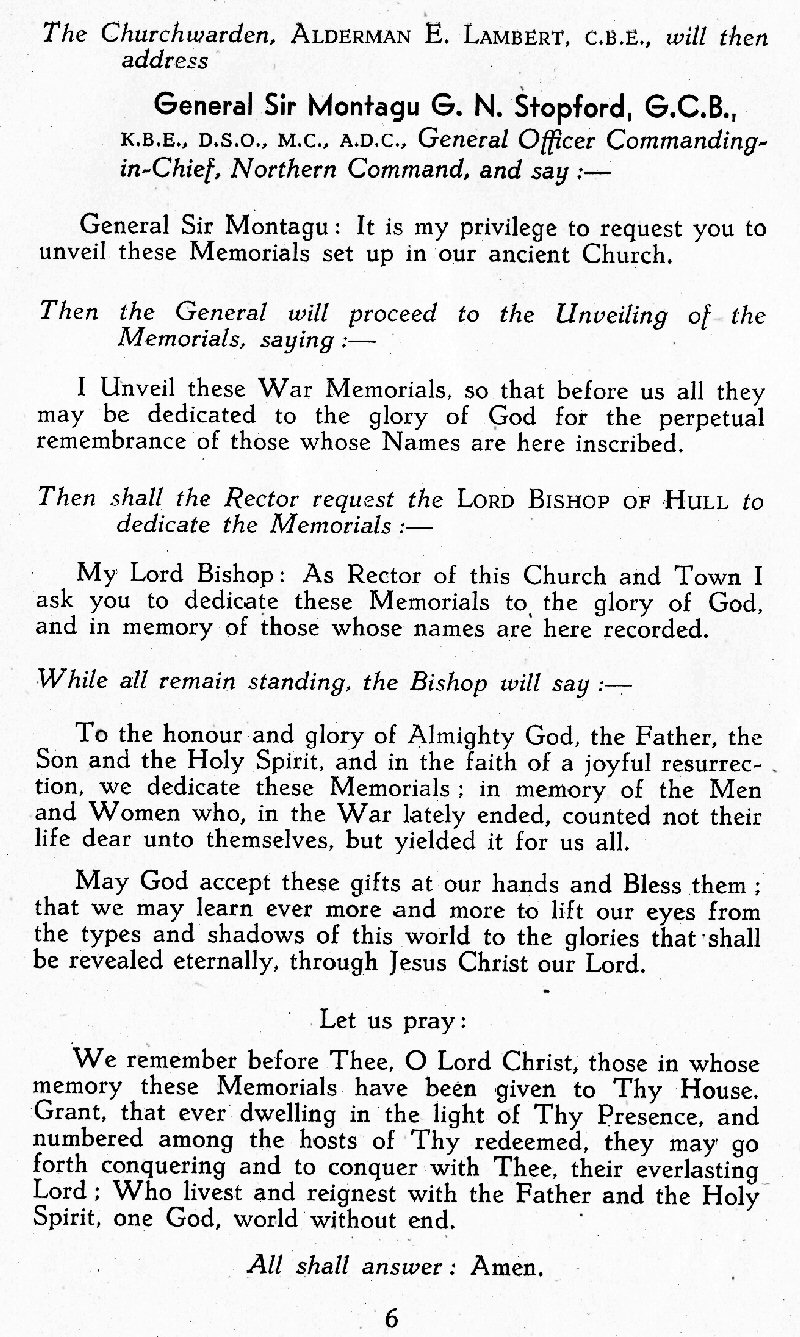 The Churchwarden, ALDERMAN E. LAMBERT, C.B.E., will then
address
General Sir Montagu G. N. Stopford, G.C.B.,
K.B.E., D.S.O., M.C., A.D.C., General Officer Commanding-
in-Chief, Northern Command, and say :—
General Sir Montagu : It is my privilege to request you to
unveil these Memorials set up in our ancient Church.
Then the General will proceed to the Unveiling of the
Memorials, saying :—
I Unveil these War Memorials, so that before us all they
may be dedicated to the glory of God for the perpetual
remembrance of those whose Names are here inscribed.
Then shall the Rector request the LORD BISHOP OF HULL to
dedicate the Memorials :—
My Lord Bishop : As Rector of this Church and Town I
ask you to dedicate these Memorials to the glory of God,
and in memory of those whose names are here recorded.
While all remain standing, the Bishop will say :—
To the honour and glory of Almighty God, the Father, the
Son and the Holy Spirit, and in the faith of a joyful resurrec-
tion, we dedicate these Memorials ; in memory of the Men
and Women who, in the War lately ended, counted not their
life dear unto themselves, but yielded it for us all.
May God accept these gifts at our hands and Bless them ;
that we may learn ever more and more to lift our eyes from
the types and shadows of this world to the glories that shall
be revealed eternally, through Jesus Christ our Lord.
Let us pray :
We remember before Thee, O Lord Christ, those in whose
memory these Memorials have been given to Thy House.
Grant, that ever dwelling in the light of Thy Presence, and
numbered among the hosts of Thy redeemed, they may go
forth conquering and to conquer with Thee, their everlasting
Lord ; Who livest and reignest with the Father and the Holy
Spirit, one God, world without end.
All shall answer : Amen.
6